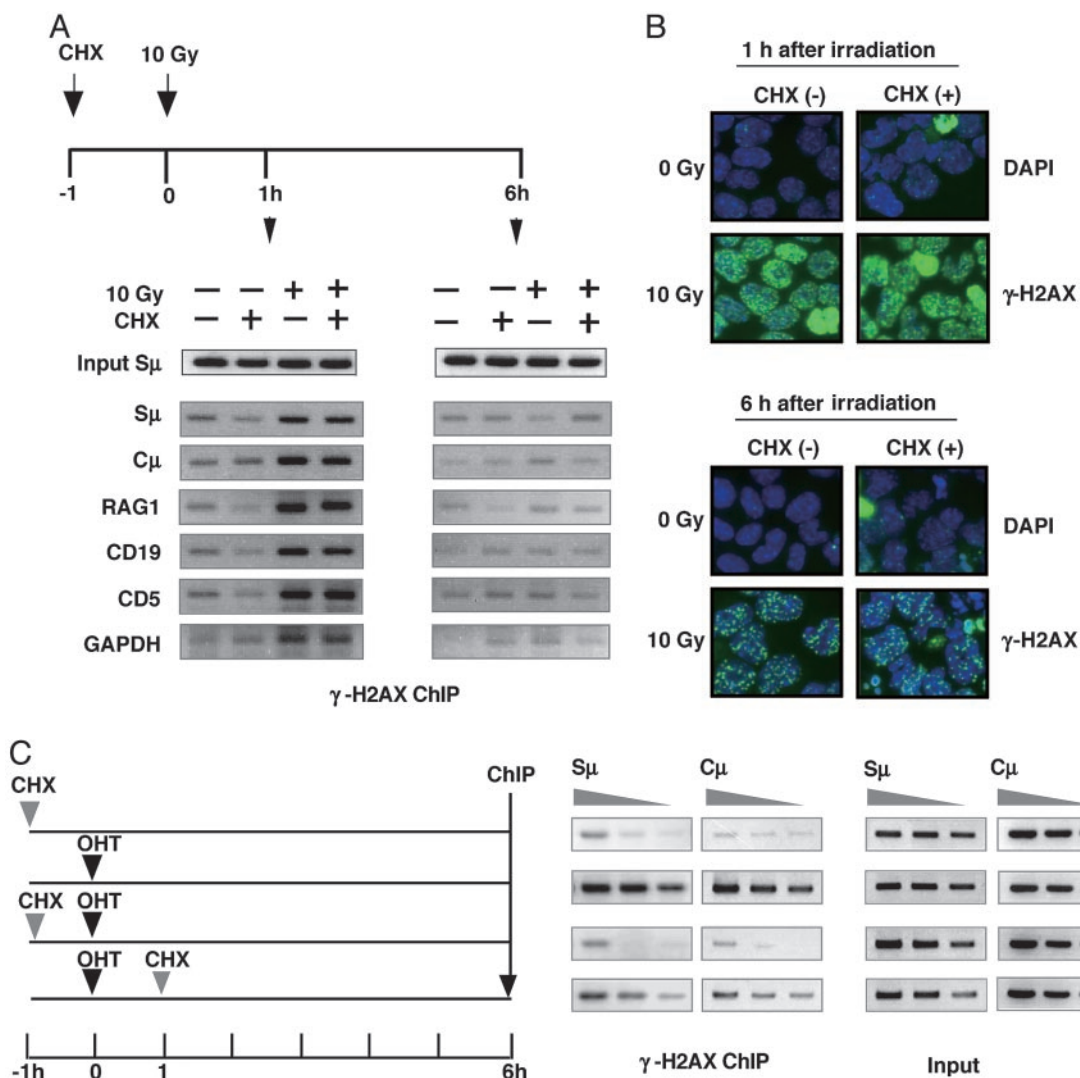 A
CHX
10 Gy
-1 0 1h 6h
10 Gy — — + + — — + +
CHX — + — + — + — +
Input Sμ
Sμ
Cμ
RAG1
CD19
CD5
GAPDH
γ-H2AX ChIP
B
1 h after irradiation
CHX (-) CHX (+)
0 Gy DAPI
10 Gy γ-H2AX
6 h after irradiation
CHX (-) CHX (+)
0 Gy DAPI
10 Gy γ-H2AX
C
CHX
ChIP
OHT
CHX OHT
OHT CHX
-1h 0 1 6h
Sμ Cμ Sμ Cμ
γ-H2AX ChIP Input